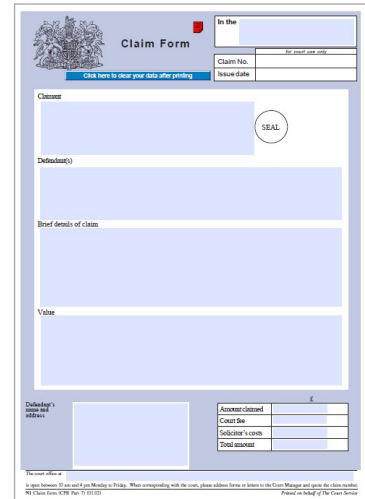 In the
Claim Form
for court use only
Claim No.
Issue date
Click here to clear your data after printing
Claimant
SEAL
Defendant(s)
Brief details of claim
Value
£
Defendant's
name and
address
Amount claimed
Court fee
Solicitor's costs
Total amount
The court office at
is open between 10 am and 4 pm Monday to Friday. When corresponding with the court, please address forms or letters to the Court Manager and quote the claim number.
N1 Claim form (CPR Part 7) (01.02)
Printed on behalf of The Court Service